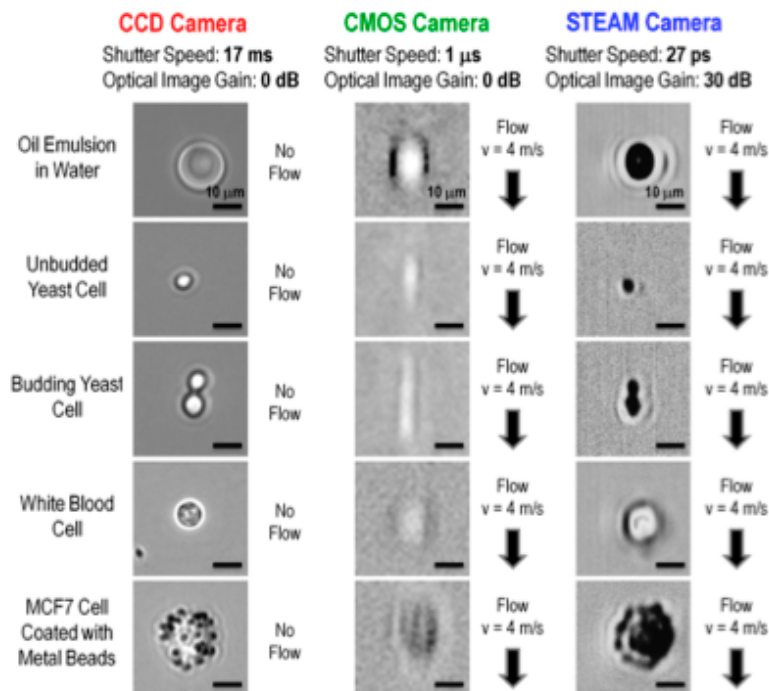 CCD Camera
Shutter Speed: 17 ms
Optical Image Gain: 0 dB
CMOS Camera
Shutter Speed: 1 μs
Optical Image Gain: 0 dB
STEAM Camera
Shutter Speed: 27 ps
Optical Image Gain: 30 dB
Oil Emulsion
in Water
10 μm
No
Flow
10 μm
Flow
v = 4 m/s
10 μm
Flow
v = 4 m/s
Unbudded
Yeast Cell
No
Flow
Flow
v = 4 m/s
Flow
v = 4 m/s
Budding Yeast
Cell
No
Flow
Flow
v = 4 m/s
Flow
v = 4 m/s
White Blood
Cell
No
Flow
Flow
v = 4 m/s
Flow
v = 4 m/s
MCF7 Cell
Coated with
Metal Beads
No
Flow
Flow
v = 4 m/s
Flow
v = 4 m/s